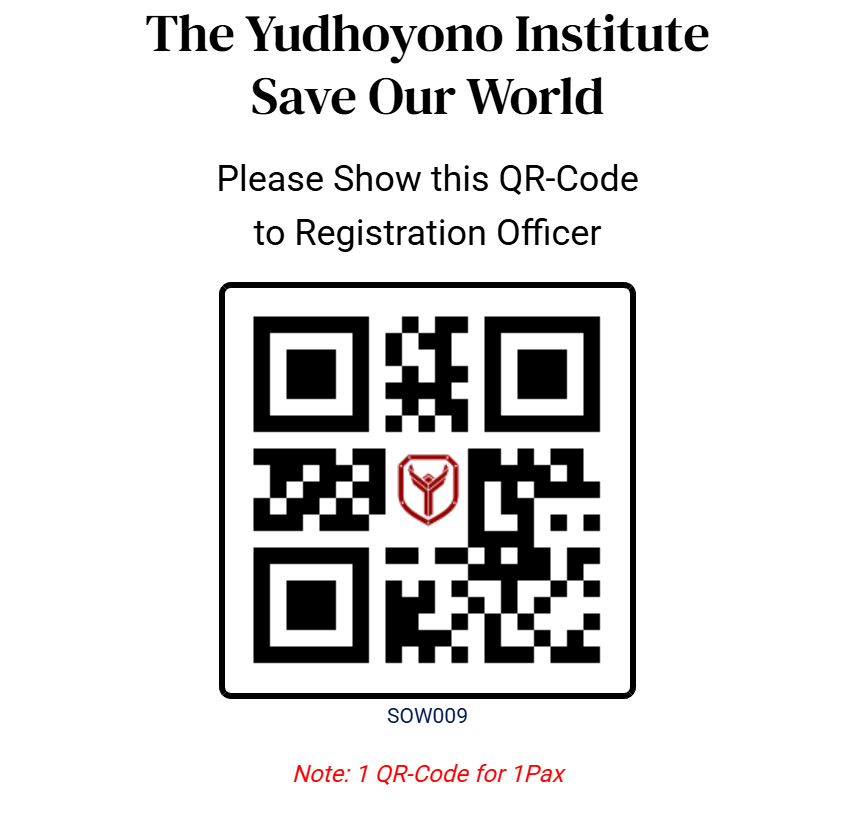 The Yudhoyono Institute
Save Our World
Please Show this QR-Code
to Registration Officer
SOW009
Note: 1 QR-Code for 1Pax